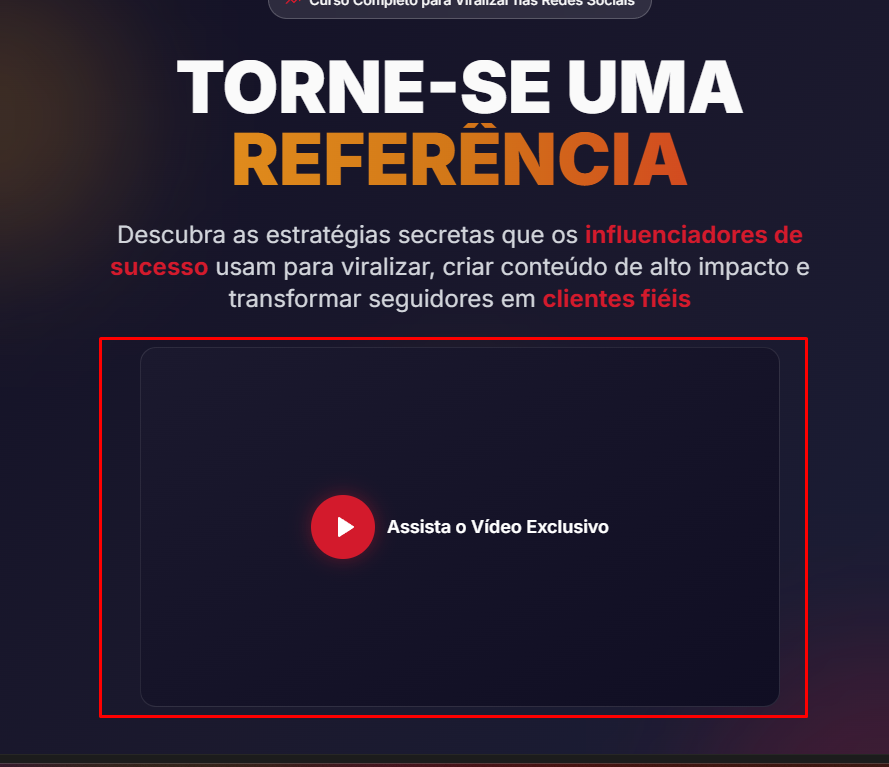 Curso Completo para Viralizar nas Redes Sociais
TORNE-SE UMA
REFERÊNCIA
Descubra as estratégias secretas que os influenciadores de
sucesso usam para viralizar, criar conteúdo de alto impacto e
transformar seguidores em clientes fiéis
Assista o Vídeo Exclusivo